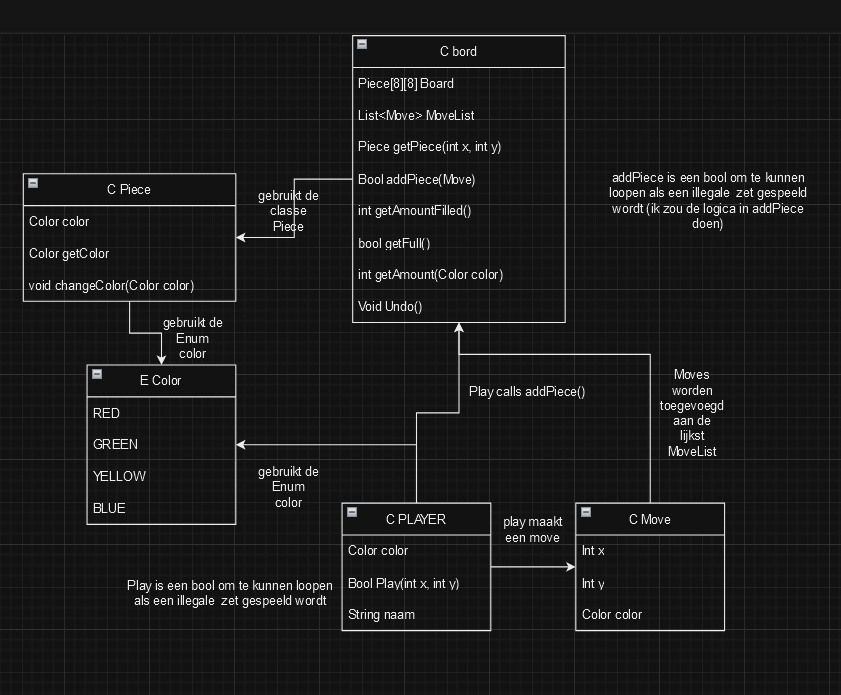 C bord
Piece[8][8] Board
List<Move> MoveList
Piece getPiece(int x, int y)
Bool addPiece(Move)
int getAmountFilled()
bool getFull()
int getAmount(Color color)
Void Undo()
addPiece is een bool om te kunnen
loopen als een illegale zet gespeeld
wordt (ik zou de logica in addPiece
doen)
C Piece
Color color
Color getColor
void changeColor(Color color)
gebruikt de
classe
Piece
gebruikt de
Enum
color
E Color
RED
GREEN
YELLOW
BLUE
Play calls addPiece()
Moves
worden
toegevoegd
aan de
lijkst
MoveList
gebruikt de
Enum
color
C PLAYER
Color color
Bool Play(int x, int y)
String naam
play maakt
een move
C Move
Int x
Int y
Color color
Play is een bool om te kunnen loopen
als een illegale zet gespeeld wordt